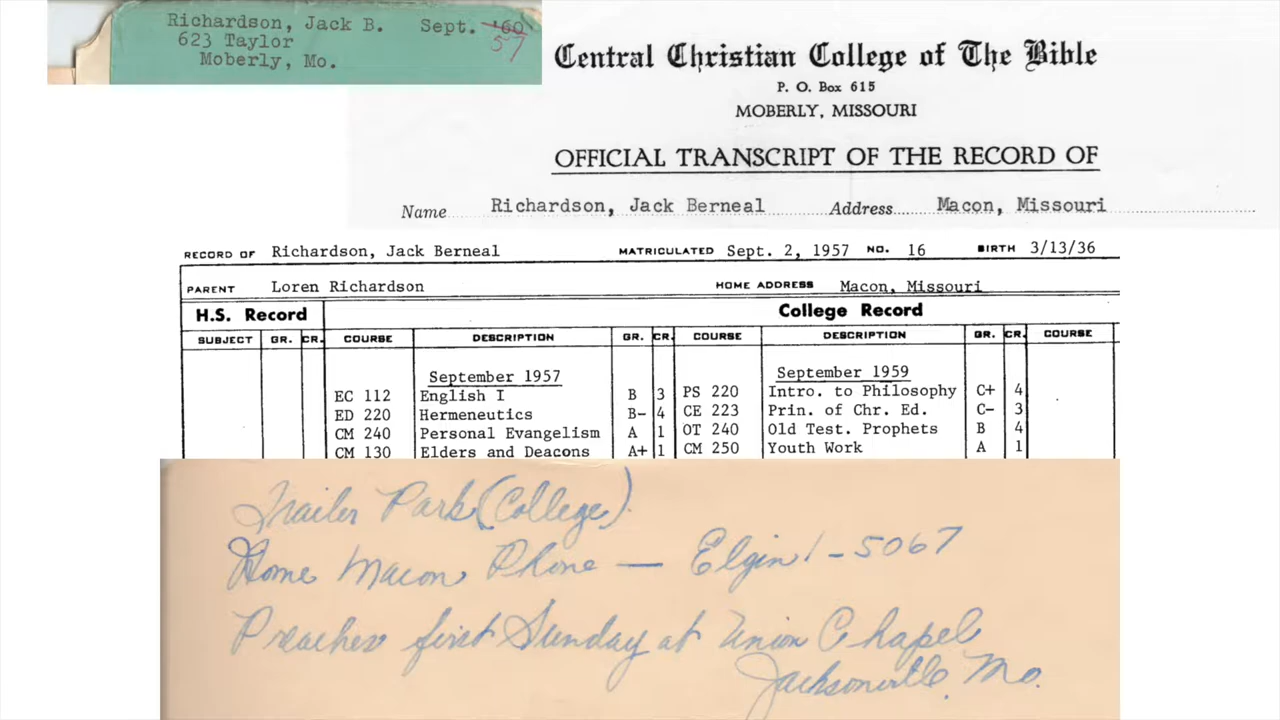 Richardson, Jack B. Sept. '60
57
623 Taylor
Moberly, Mo.
Central Christian College of The Bible
P. O. Box 615
MOBERLY, MISSOURI
OFFICIAL TRANSCRIPT OF THE RECORD OF
Name Richardson, Jack Berneal Address Macon, Missouri
RECORD OF Richardson, Jack Berneal MATRICULATED Sept. 2, 1957 NO. 16 BIRTH 3/13/36
PARENT Loren Richardson HOME ADDRESS Macon, Missouri
H.S. Record College Record
SUBJECT GR. CR. COURSE DESCRIPTION GR. CR. COURSE DESCRIPTION GR. CR. COURSE
September 1957 September 1959
EC 112 English I B 3 PS 220 Intro. to Philosophy C+ 4
ED 220 Hermeneutics B- 4 CE 223 Prin. of Chr. Ed. C- 3
CM 240 Personal Evangelism A 1 OT 240 Old Test. Prophets B 4
CM 130 Elders and Deacons A+ 1 CM 250 Youth Work A 1
Trailer Park (College)
Home Macon Phone — Elgin 1-5067
Preaches first Sunday at Union Chapel
Jacksonville, Mo.